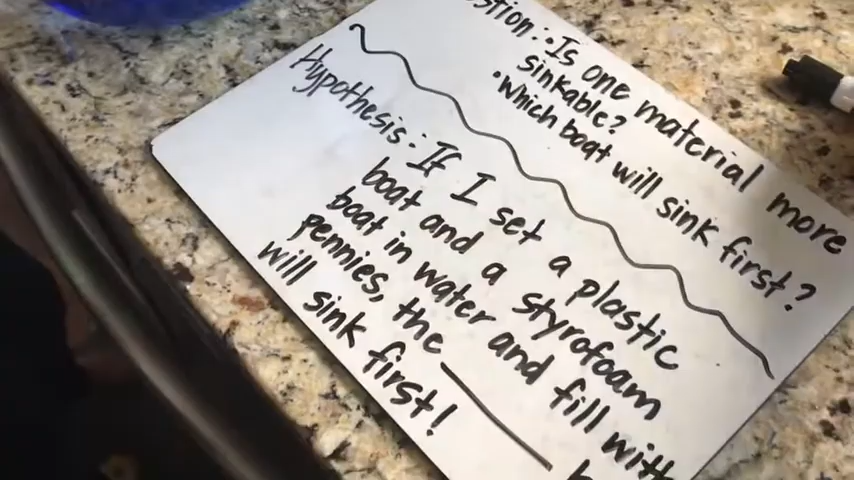 Is one material more
sinkable?
•Which boat will sink first?
Hypothesis: If I set a plastic
boat and a styrofoam
boat in water and fill with
pennies, the
will sink first!